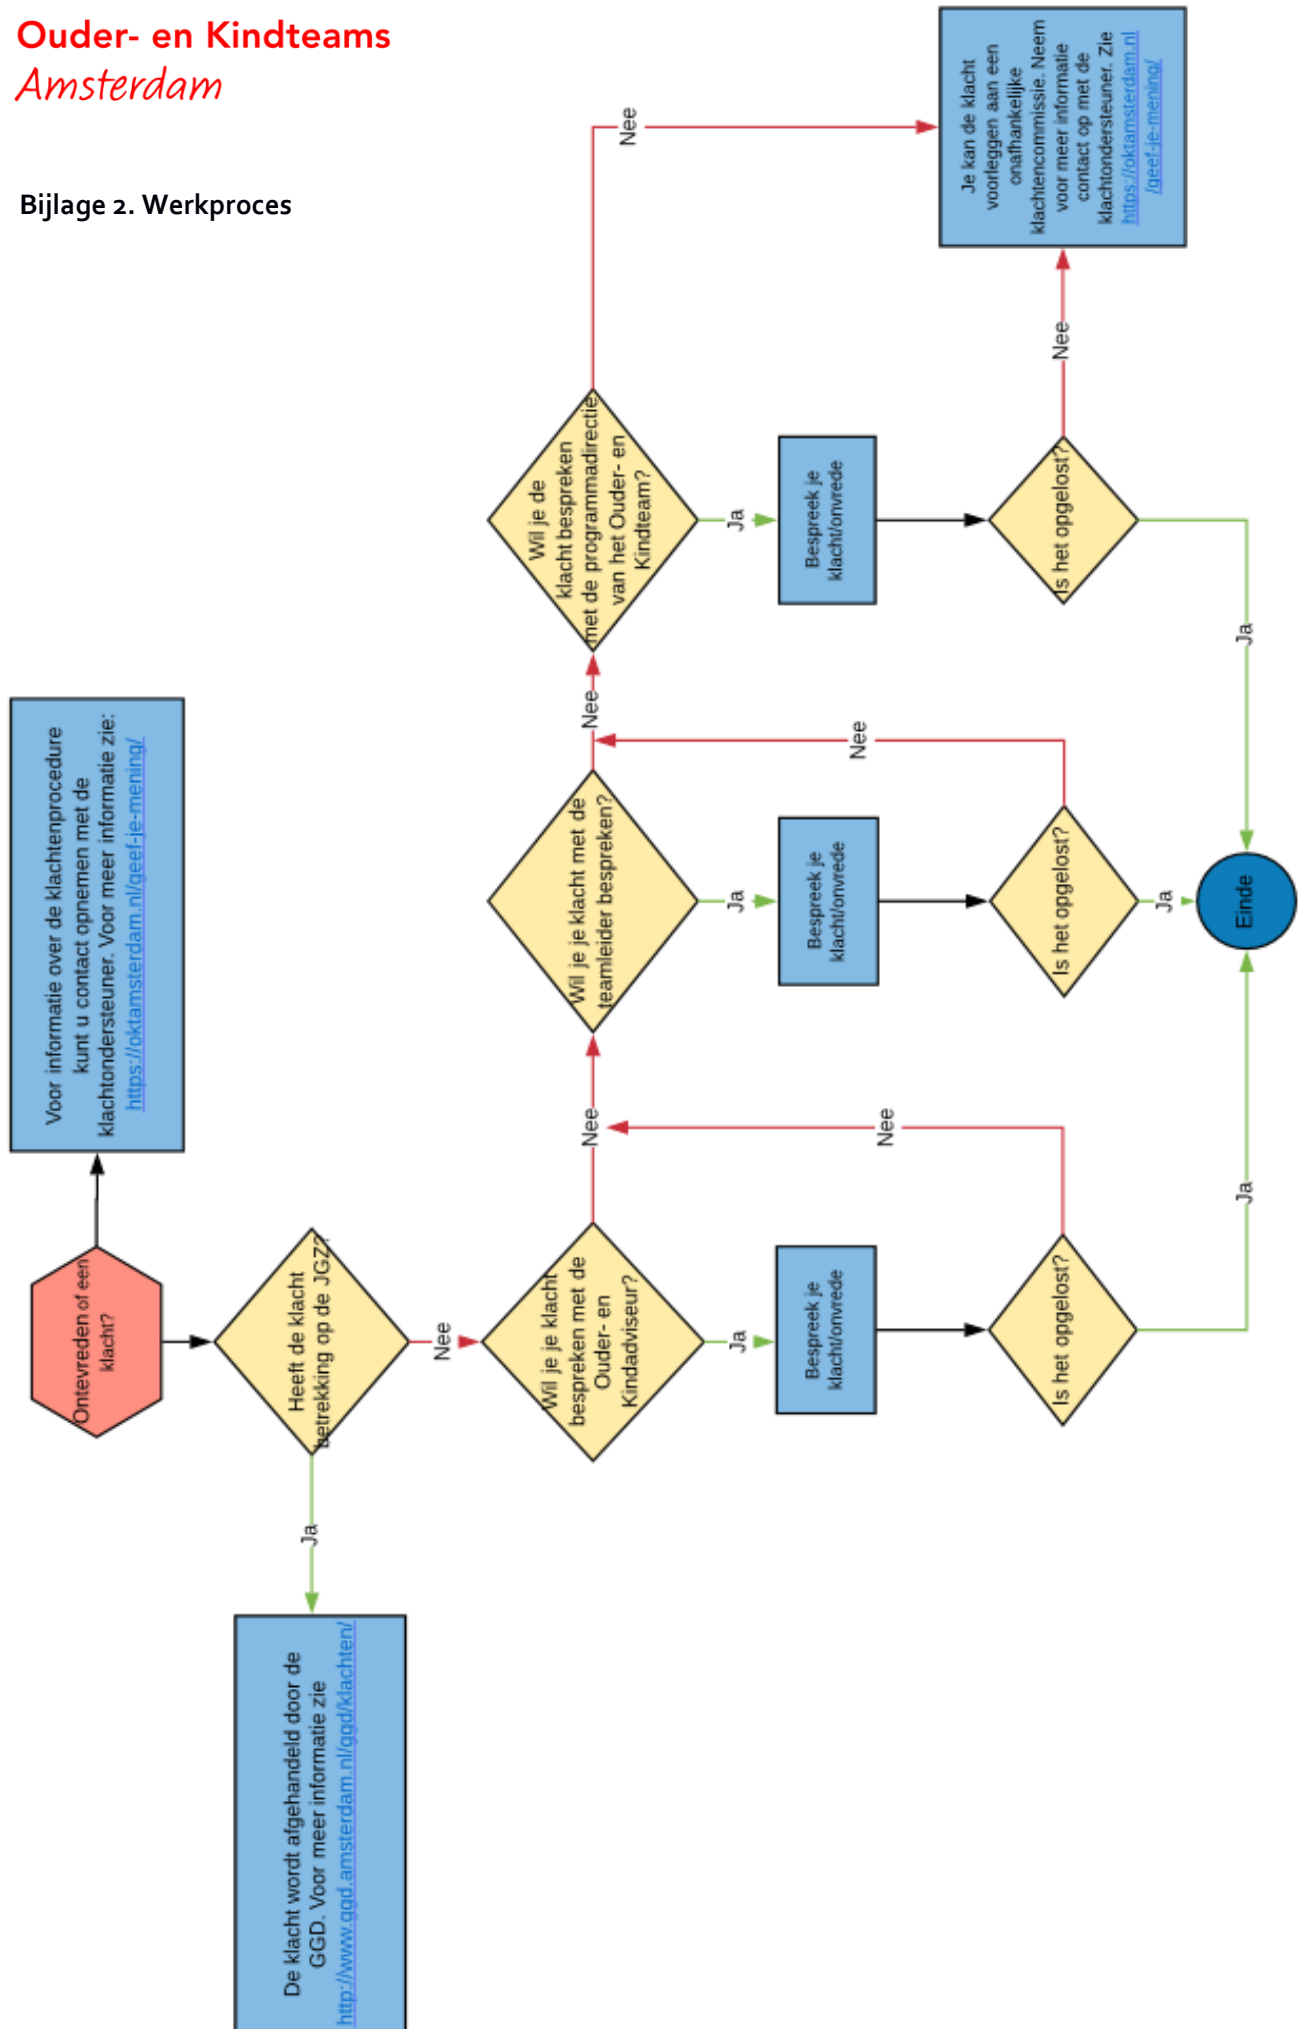 Ouder- en Kindteams
Amsterdam
Bijlage 2. Werkproces
Ontevreden of een
klacht?
Voor informatie over de klachtenprocedure
kunt u contact opnemen met de
klachtondersteuner. Voor meer informatie zie:
https://oktamsterdam.nl/geef-je-mening/
Heeft de klacht
betrekking op de JGZ?
Ja
De klacht wordt afgehandeld door de
GGD. Voor meer informatie zie
http://www.ggd.amsterdam.nl/ggd/klachten/
Nee
Wil je je klacht
bespreken met de
Ouder- en
Kindadviseur?
Ja
Bespreek je
klacht/onvrede
Is het opgelost?
Nee
Ja
Nee
Wil je je klacht met de
teamleider bespreken?
Ja
Bespreek je
klacht/onvrede
Is het opgelost?
Nee
Ja
Nee
Wil je de
klacht bespreken
met de programmadirectie
van het Ouder- en
Kindteam?
Ja
Bespreek je
klacht/onvrede
Is het opgelost?
Nee
Ja
Nee
Je kan de klacht
voorleggen aan een
onafhankelijke
klachtencommissie. Neem
voor meer informatie
contact op met de
klachtondersteuner. Zie
https://oktamsterdam.nl
/geef-je-mening/
Einde